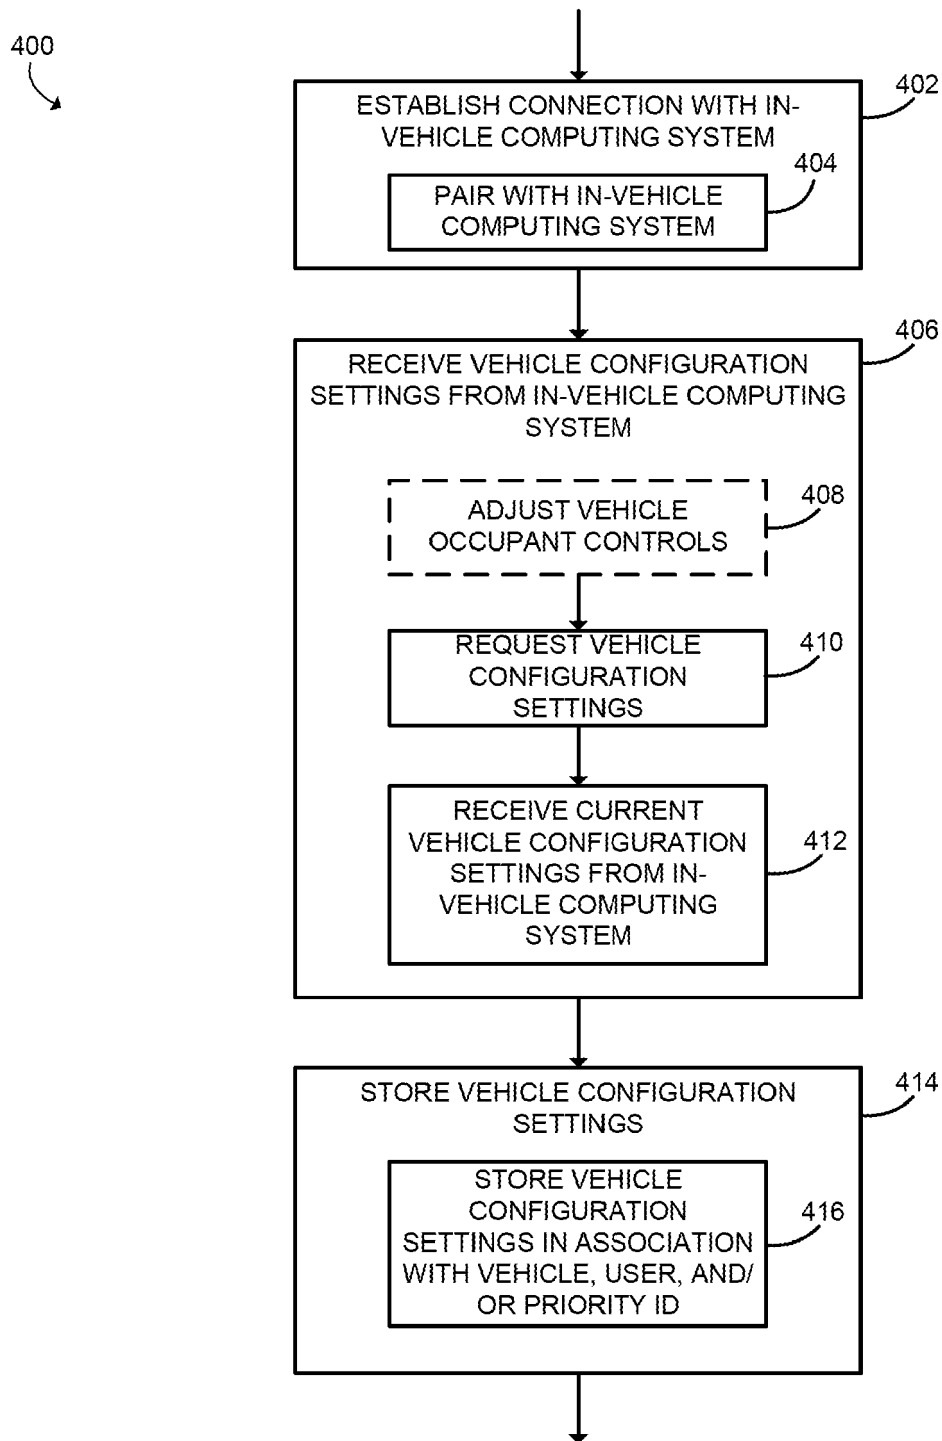 400
402
ESTABLISH CONNECTION WITH IN-
VEHICLE COMPUTING SYSTEM
404
PAIR WITH IN-VEHICLE
COMPUTING SYSTEM
406
RECEIVE VEHICLE CONFIGURATION
SETTINGS FROM IN-VEHICLE COMPUTING
SYSTEM
408
ADJUST VEHICLE
OCCUPANT CONTROLS
410
REQUEST VEHICLE
CONFIGURATION
SETTINGS
412
RECEIVE CURRENT
VEHICLE CONFIGURATION
SETTINGS FROM IN-
VEHICLE COMPUTING
SYSTEM
414
STORE VEHICLE CONFIGURATION
SETTINGS
416
STORE VEHICLE
CONFIGURATION
SETTINGS IN ASSOCIATION
WITH VEHICLE, USER, AND/
OR PRIORITY ID